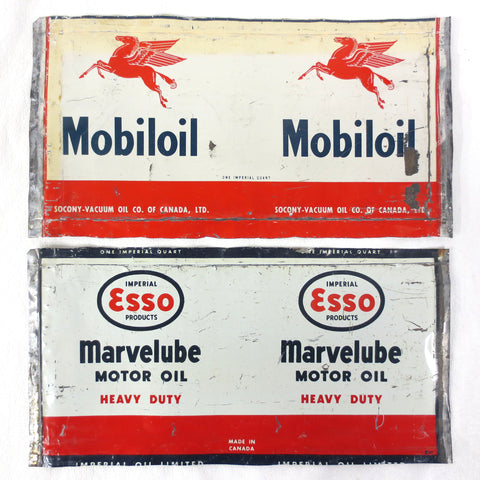 Mobiloil Mobiloil
ONE IMPERIAL QUART
SOCONY-VACUUM OIL CO. OF CANADA, LTD. SOCONY-VACUUM OIL CO. OF CANADA, LTD
ONE IMPERIAL QUART ONE IMPERIAL QUART
IMPERIAL IMPERIAL
Esso Esso
PRODUCTS PRODUCTS
Marvelube Marvelube
MOTOR OIL MOTOR OIL
HEAVY DUTY HEAVY DUTY
MADE IN
CANADA
IMPERIAL OIL LIMITED IMPERIAL OIL LIMITED